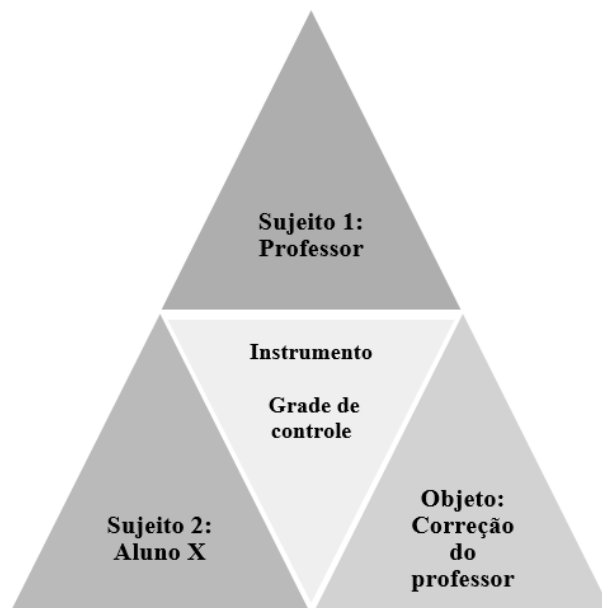 Sujeito 1:
Professor
Instrumento
Grade de
controle
Sujeito 2:
Aluno X
Objeto:
Correção
do
professor